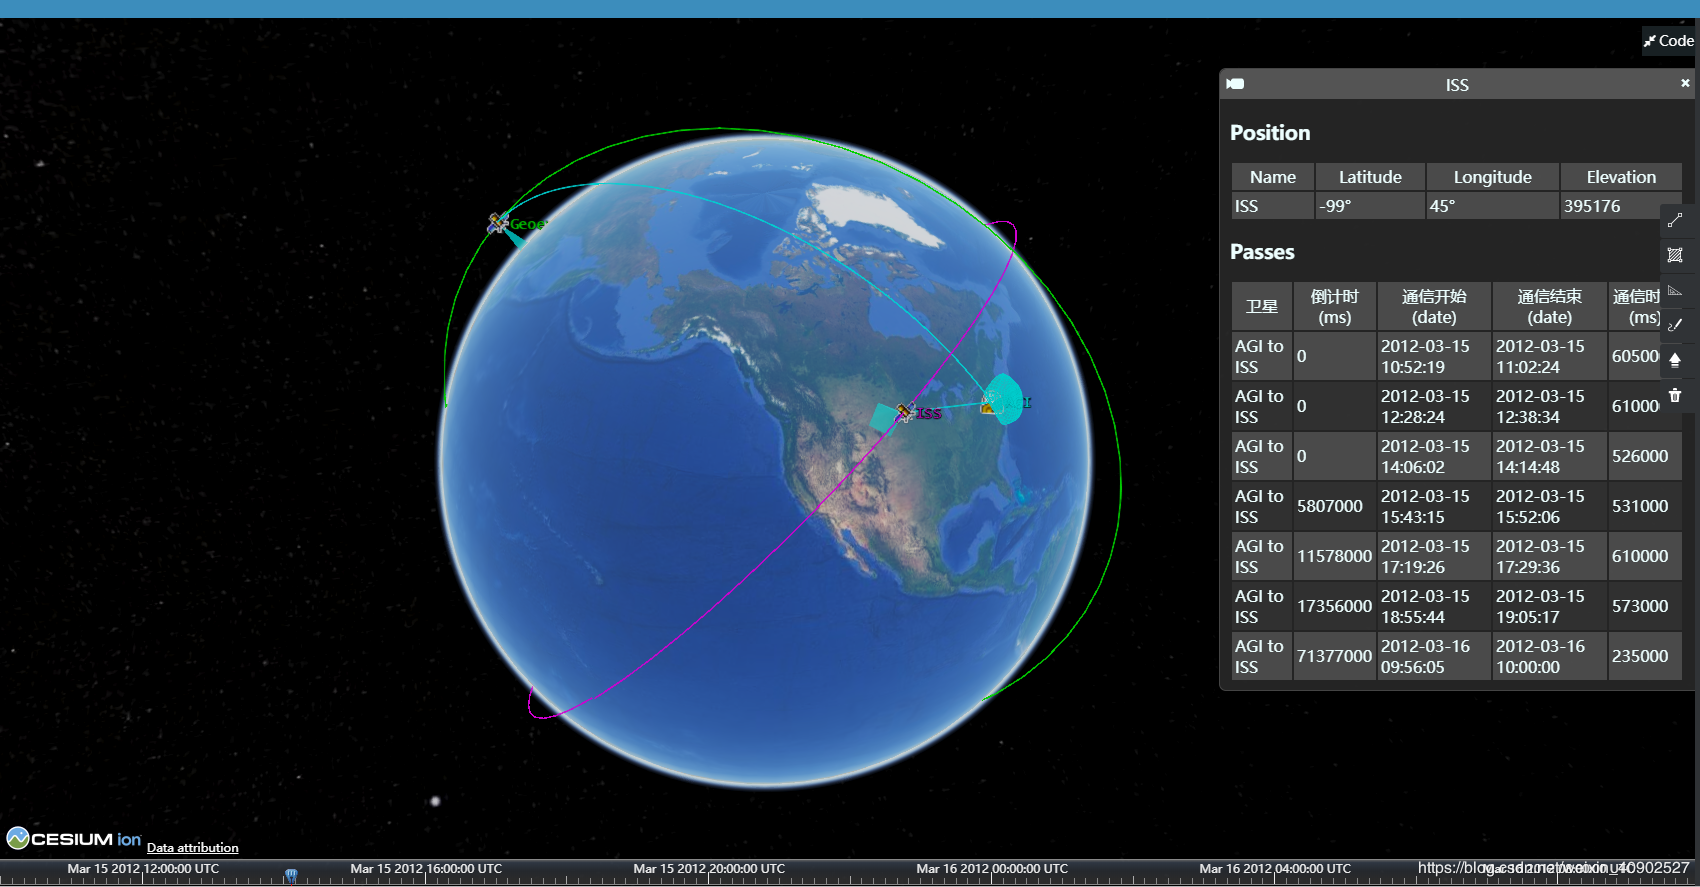 Code
ISS
Position
Name Latitude Longitude Elevation
ISS -99° 45° 395176
Passes
卫星 倒计时 (ms) 通信开始 (date) 通信结束 (date) 通信时 (ms)
AGI to ISS 0 2012-03-15 10:52:19 2012-03-15 11:02:24 605000
AGI to ISS 0 2012-03-15 12:28:24 2012-03-15 12:38:34 610000
AGI to ISS 0 2012-03-15 14:06:02 2012-03-15 14:14:48 526000
AGI to ISS 5807000 2012-03-15 15:43:15 2012-03-15 15:52:06 531000
AGI to ISS 11578000 2012-03-15 17:19:26 2012-03-15 17:29:36 610000
AGI to ISS 17356000 2012-03-15 18:55:44 2012-03-15 19:05:17 573000
AGI to ISS 71377000 2012-03-16 09:56:05 2012-03-16 10:00:00 235000
ISS
AGI
CESIUM ion
Data attribution
Mar 15 2012 12:00:00 UTC
Mar 15 2012 16:00:00 UTC
Mar 15 2012 20:00:00 UTC
Mar 16 2012 00:00:00 UTC
Mar 16 2012 04:00:00 UTC
https://blog.csdn.net/weixin_40902527